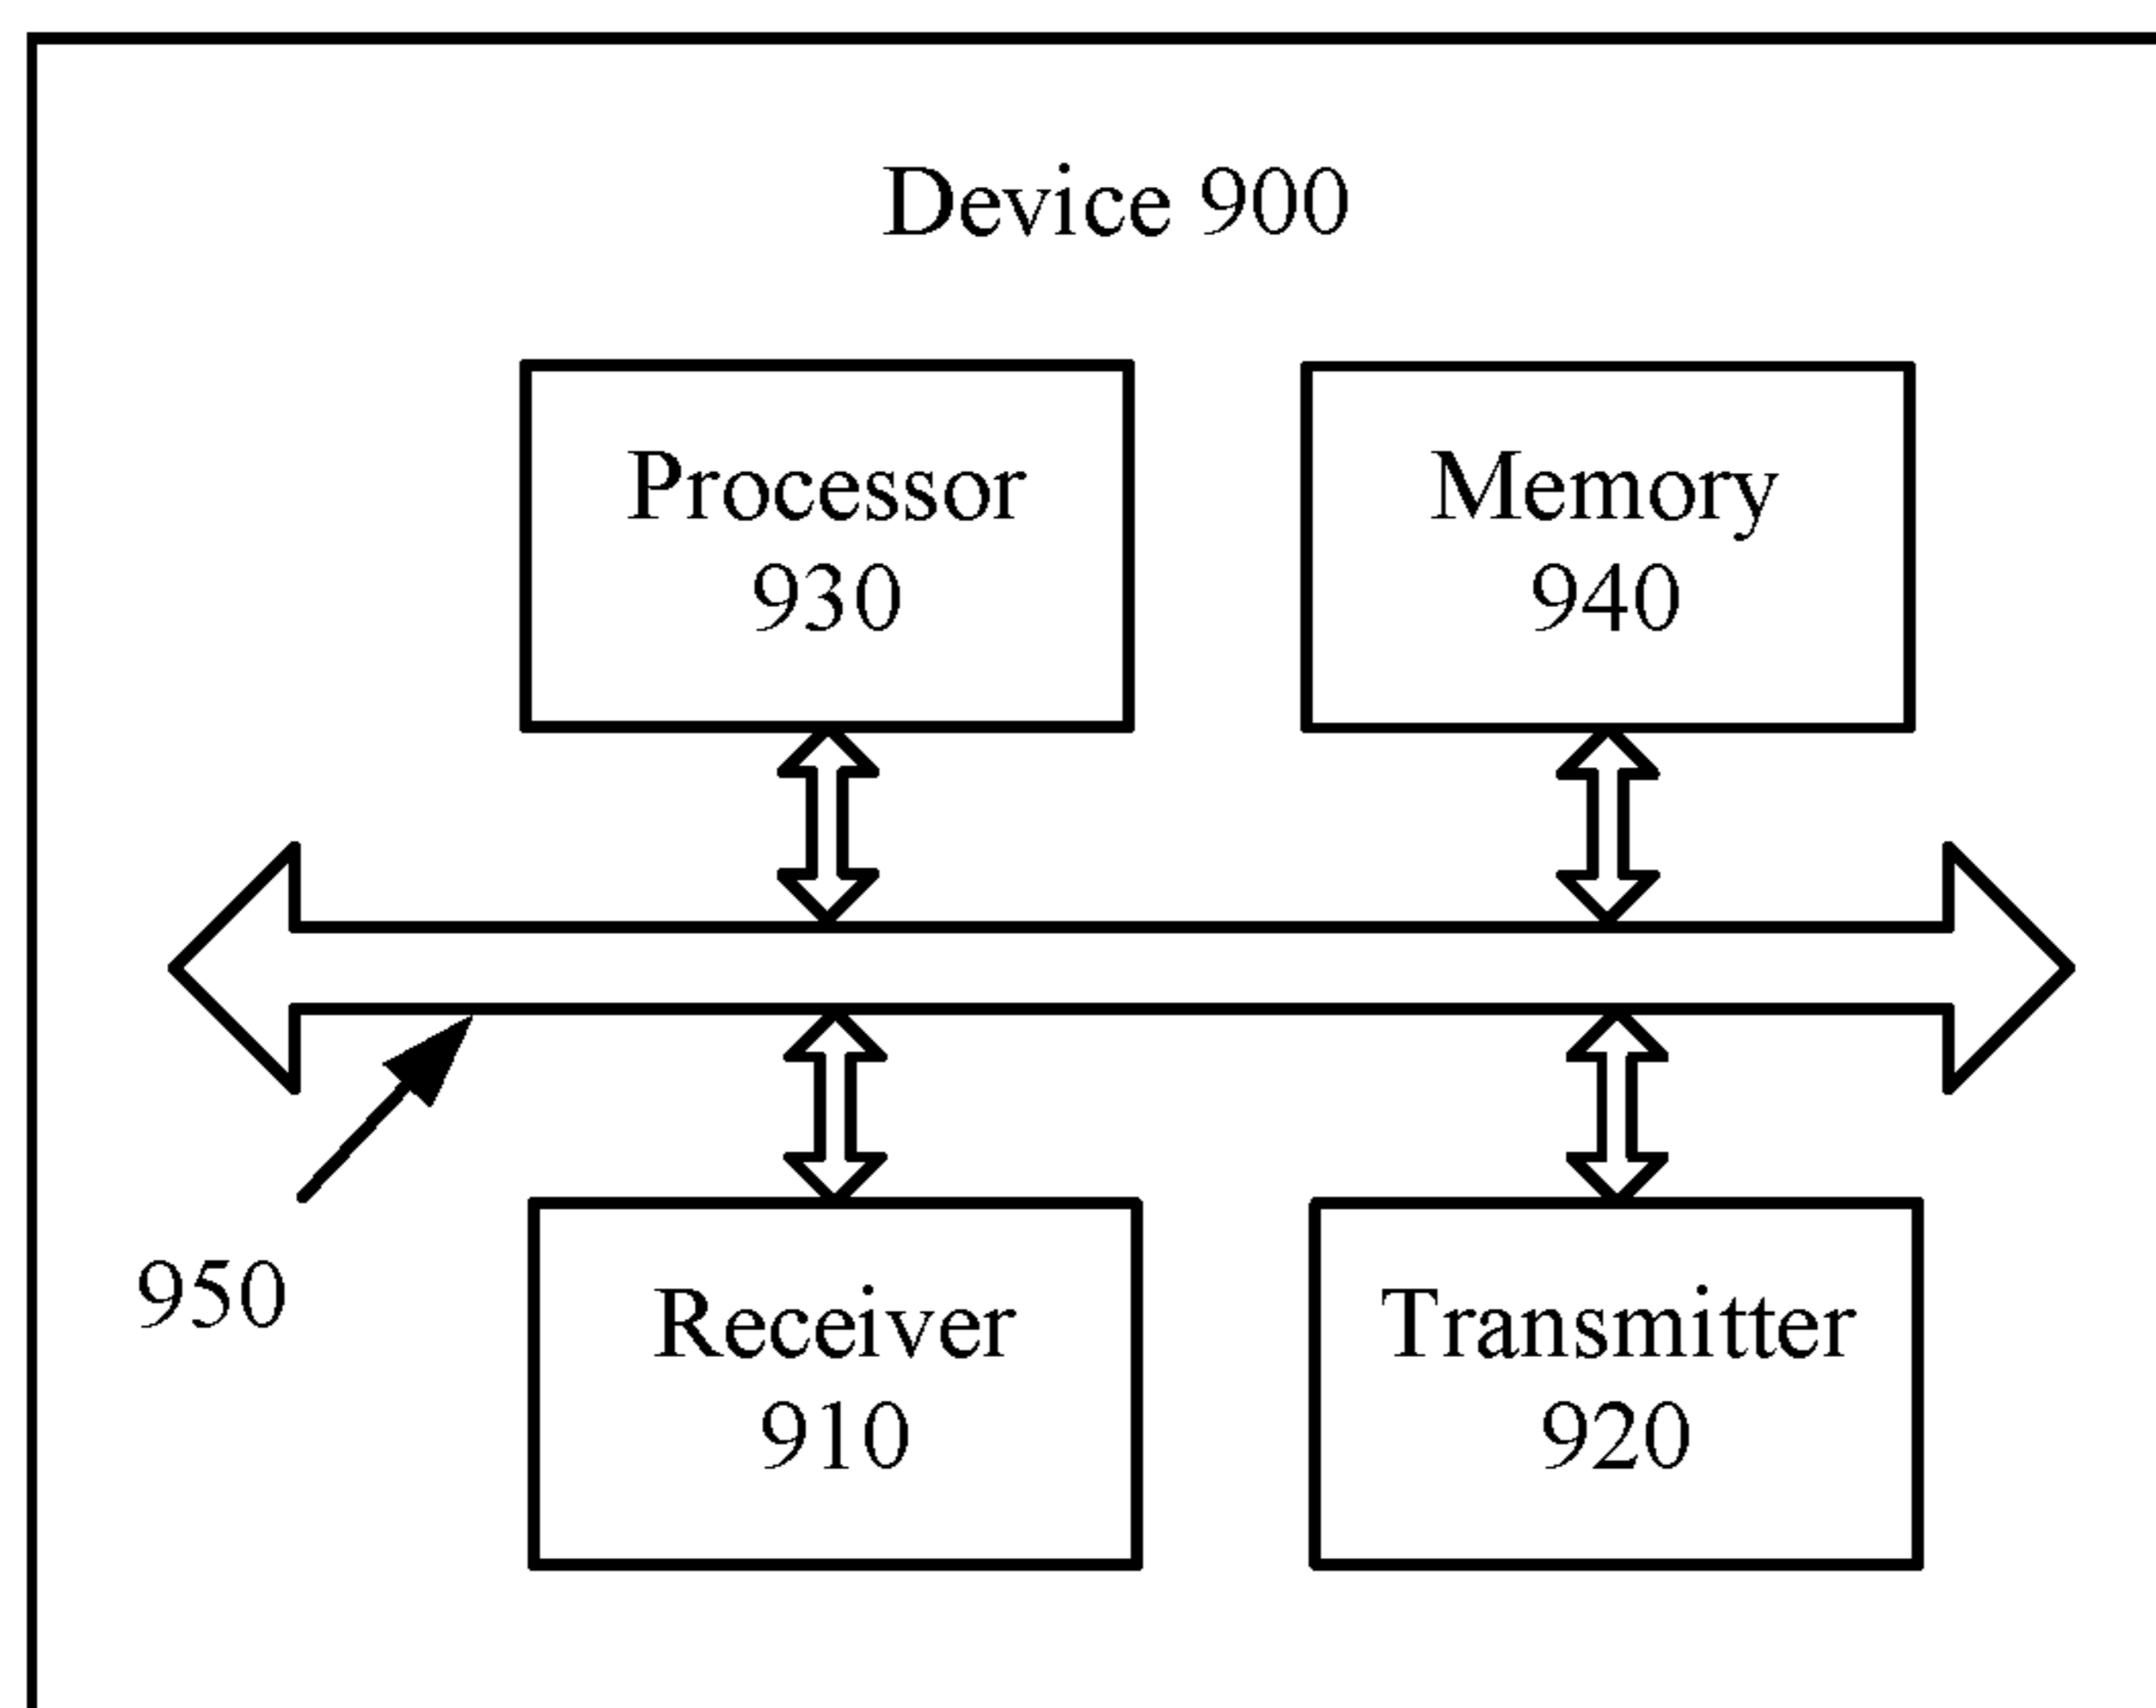 Device 900
Processor
930
Memory
940
950
Receiver
910
Transmitter
920